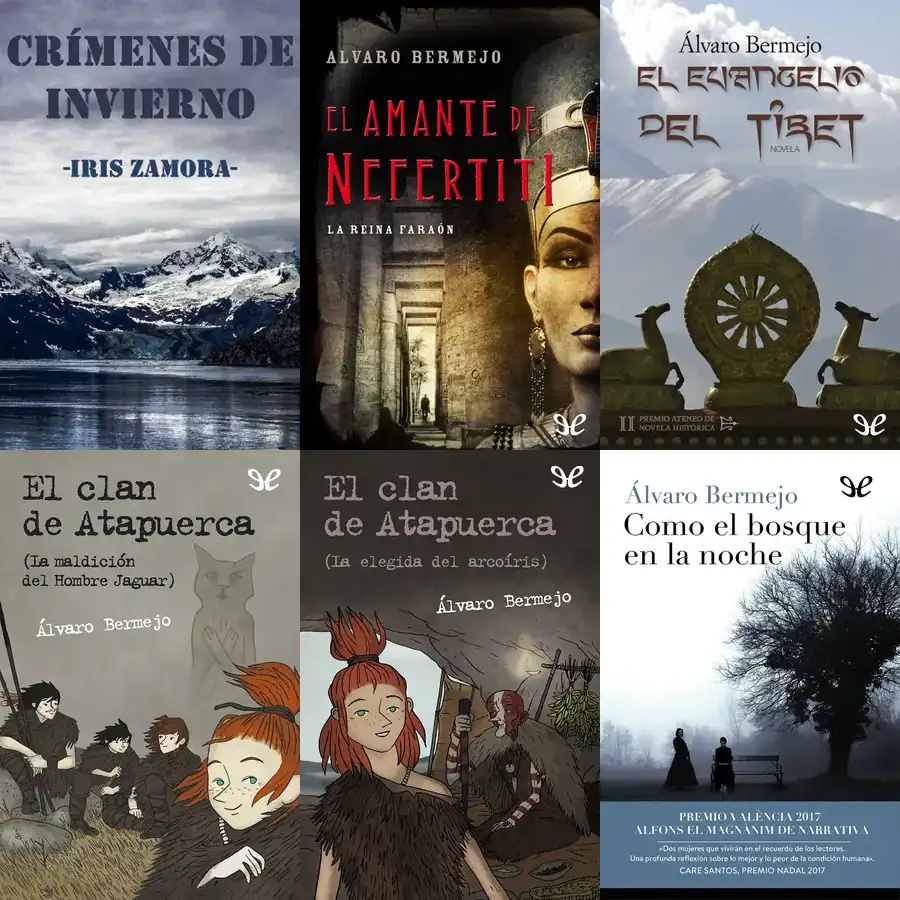 CRÍMENES DE
INVIERNO
-IRIS ZAMORA-
ALVARO BERMEJO
EL AMANTE DE
NEFERTITI
LA REINA FARAÓN
Álvaro Bermejo
EL EVANGELIO
DEL TÍBET
NOVELA
II PREMIO ATENEO DE
NOVELA HISTÓRICA
El clan
de Atapuerca
(La maldición
del Hombre Jaguar)
Álvaro Bermejo
El clan
de Atapuerca
(La elegida del arcoíris)
Álvaro Bermejo
Álvaro Bermejo
Como el bosque
en la noche
PREMIO VALÈNCIA 2017
ALFONS EL MAGNÀNIM DE NARRATIVA
«Dos mujeres que vivirán en el recuerdo de los lectores.
Una profunda reflexión sobre lo mejor y lo peor de la condición humana».
CARE SANTOS, PREMIO NADAL 2017